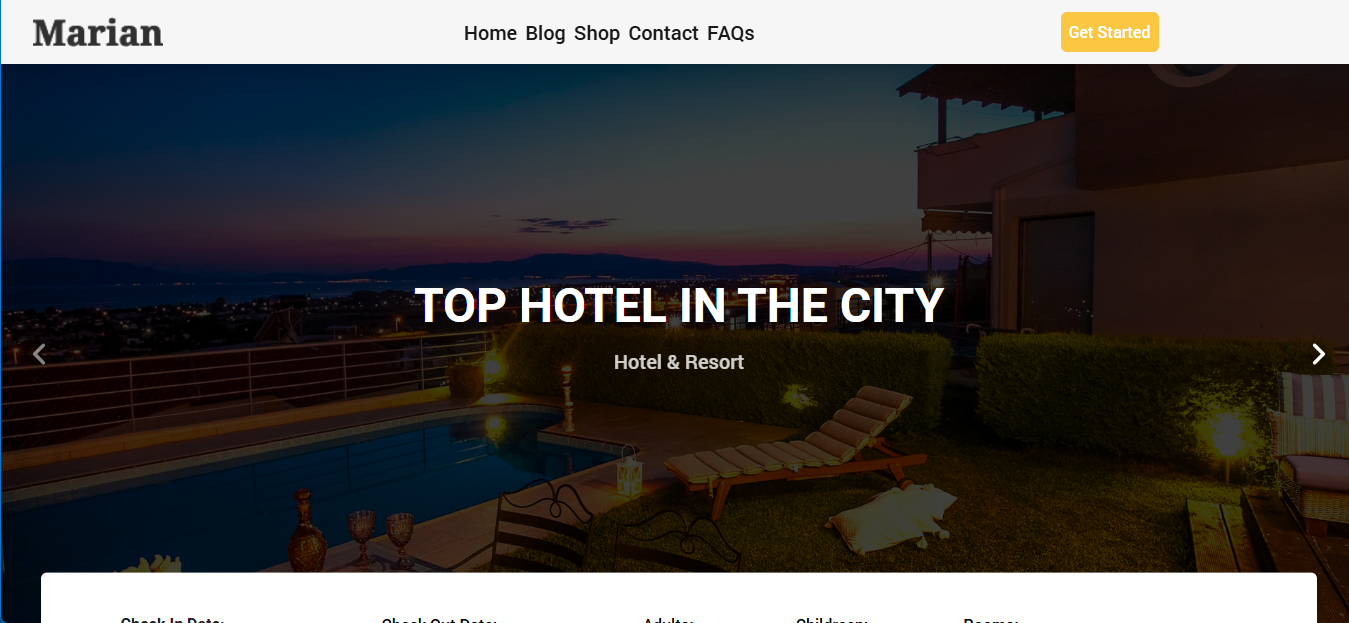 Marian
Home Blog Shop Contact FAQs
Get Started
TOP HOTEL IN THE CITY
Hotel & Resort
Check In Date:
Check Out Date:
Adults:
Childrean:
Rooms: